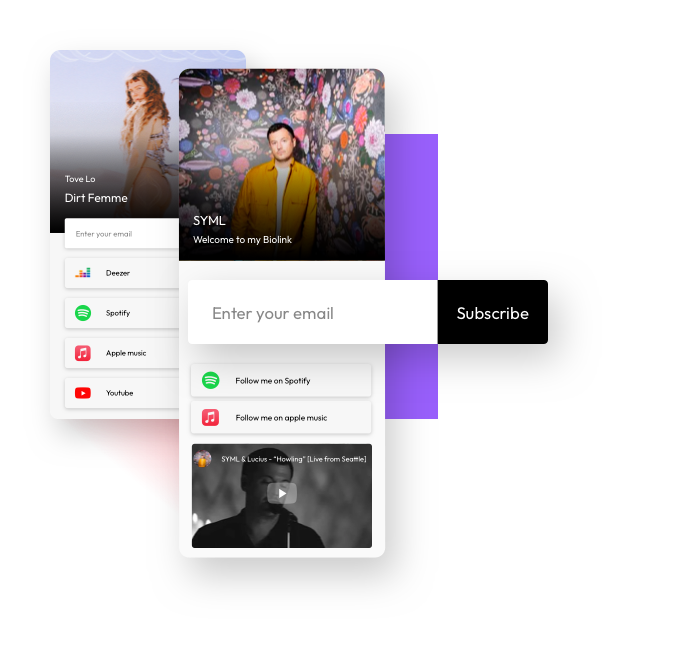 Tove Lo
Dirt Femme
Enter your email
Deezer
Spotify
Apple music
Youtube
SYML
Welcome to my Biolink
Enter your email
Subscribe
Follow me on Spotify
Follow me on apple music
SYML & Lucius - "Howling" [Live from Seattle]